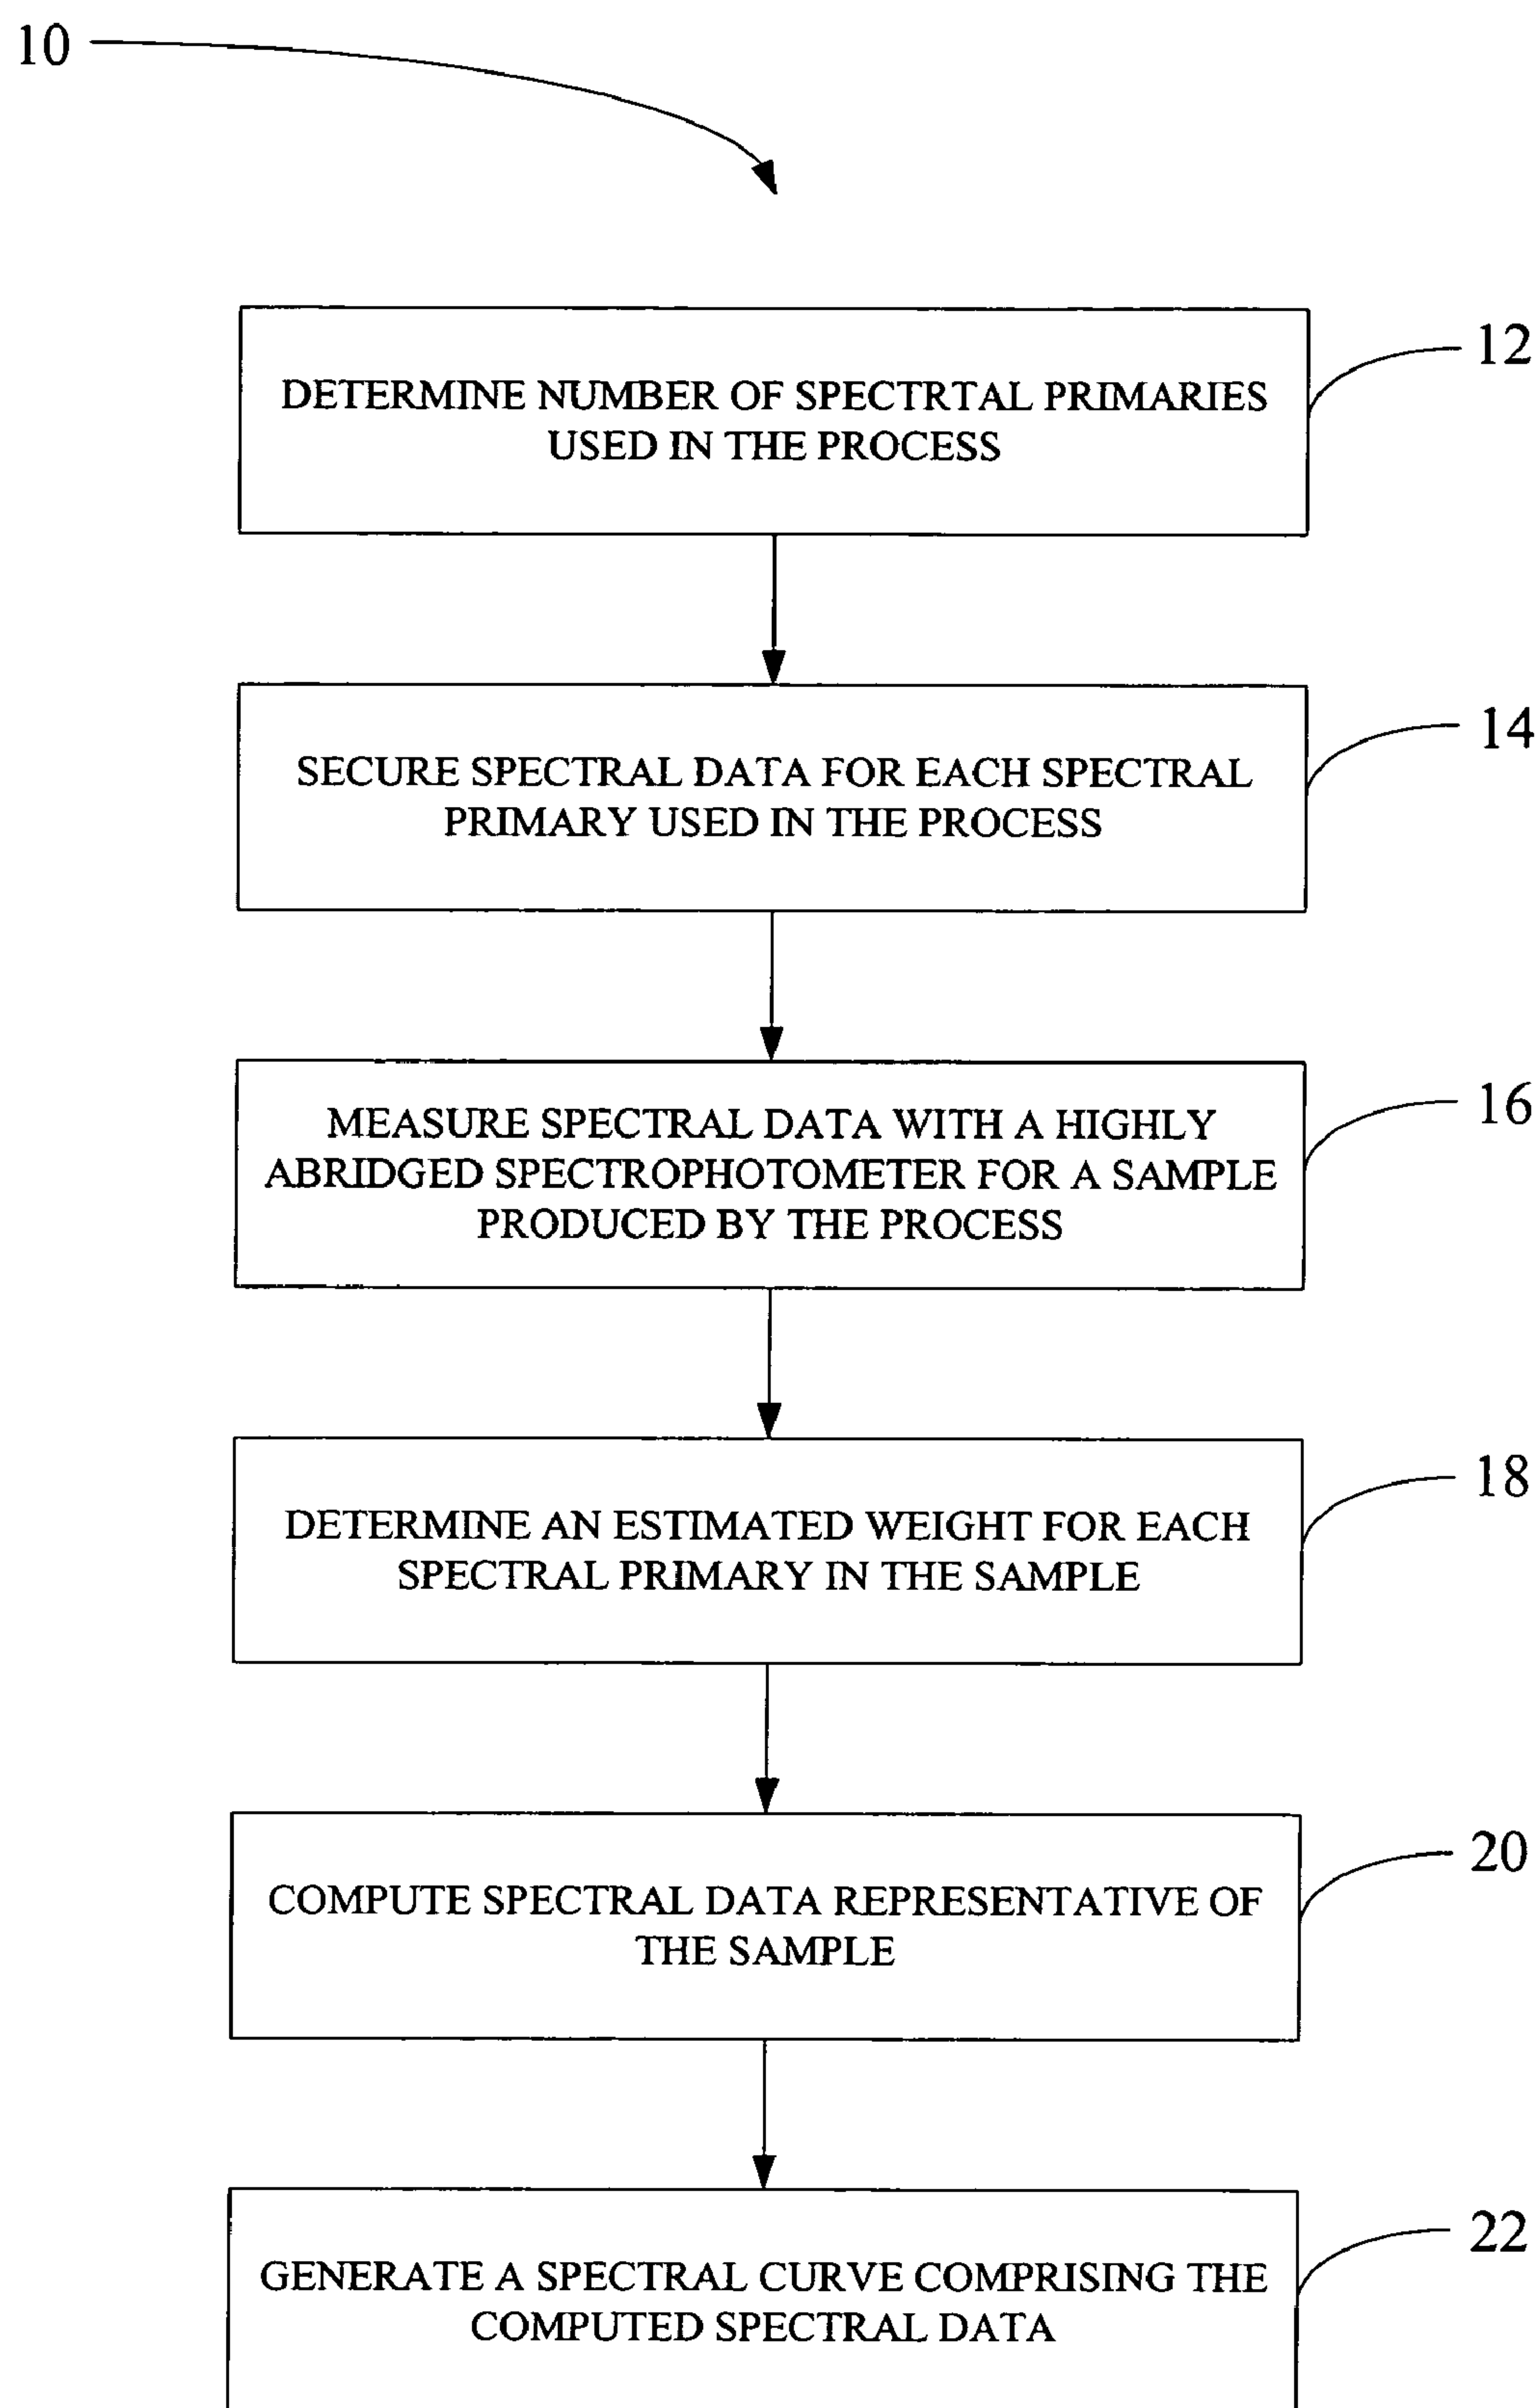 10
DETERMINE NUMBER OF SPECTRTAL PRIMARIES
USED IN THE PROCESS
12
SECURE SPECTRAL DATA FOR EACH SPECTRAL
PRIMARY USED IN THE PROCESS
14
MEASURE SPECTRAL DATA WITH A HIGHLY
ABRIDGED SPECTROPHOTOMETER FOR A SAMPLE
PRODUCED BY THE PROCESS
16
DETERMINE AN ESTIMATED WEIGHT FOR EACH
SPECTRAL PRIMARY IN THE SAMPLE
18
COMPUTE SPECTRAL DATA REPRESENTATIVE OF
THE SAMPLE
20
GENERATE A SPECTRAL CURVE COMPRISING THE
COMPUTED SPECTRAL DATA
22